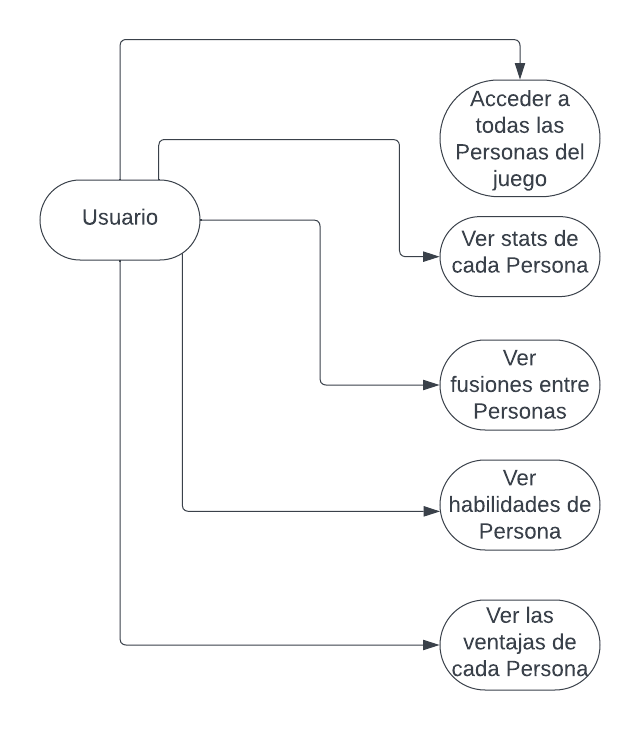 Acceder a
todas las
Personas del
juego
Usuario
Ver stats de
cada Persona
Ver
fusiones entre
Personas
Ver
habilidades de
Persona
Ver las
ventajas de
cada Persona